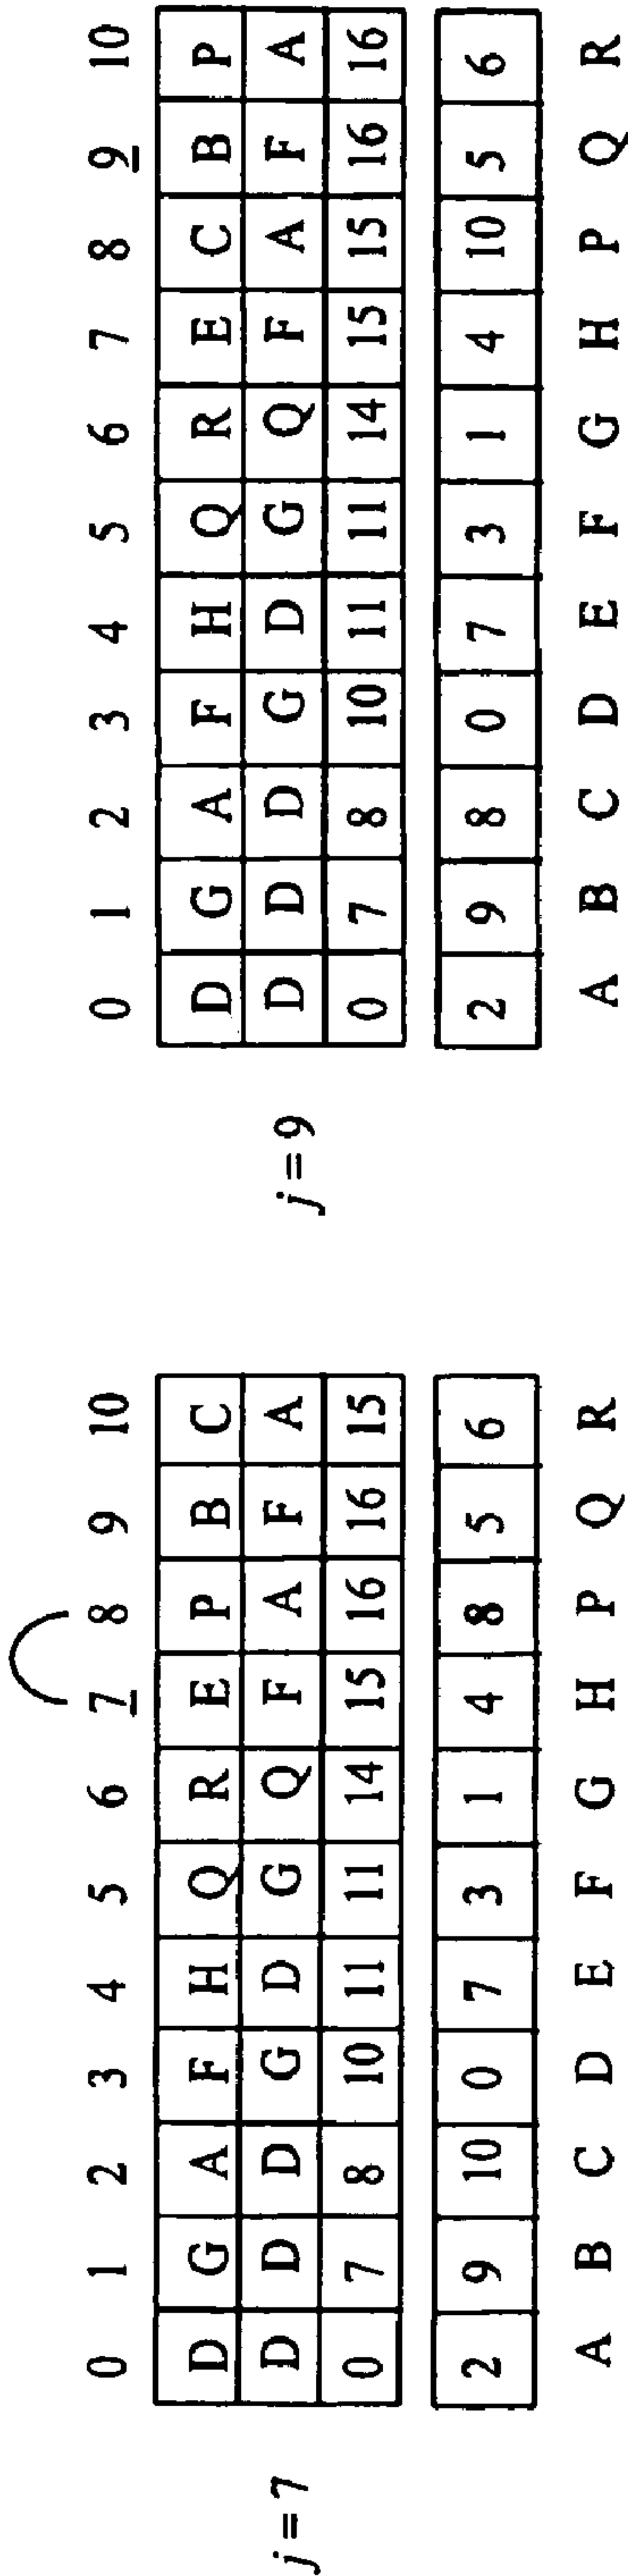 0 1 2 3 4 5 6 7 8 9 10
D G A F H Q R E P B C
j = 7 D D D G D G Q F A F A
0 7 8 10 11 11 14 15 16 16 15
2 9 10 0 7 3 1 4 8 5 6
A B C D E F G H P Q R
0 1 2 3 4 5 6 7 8 9 10
D G A F H Q R E C B P
j = 9 D D D G D G Q F A F A
0 7 8 10 11 11 14 15 15 16 16
2 9 8 0 7 3 1 4 10 5 6
A B C D E F G H P Q R